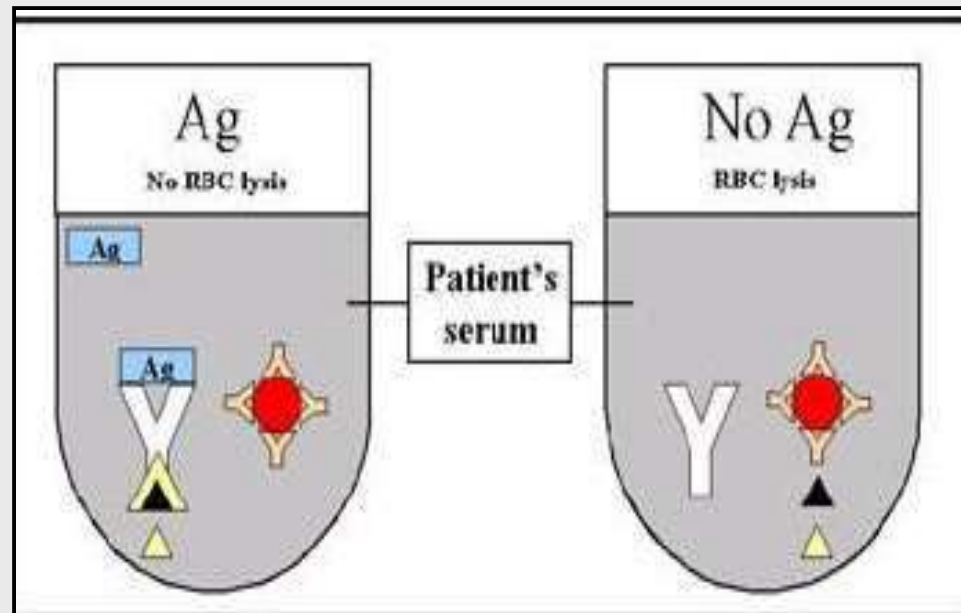 Ag
No RBC lysis
Ag
Ag
Patient's
serum
No Ag
RBC lysis